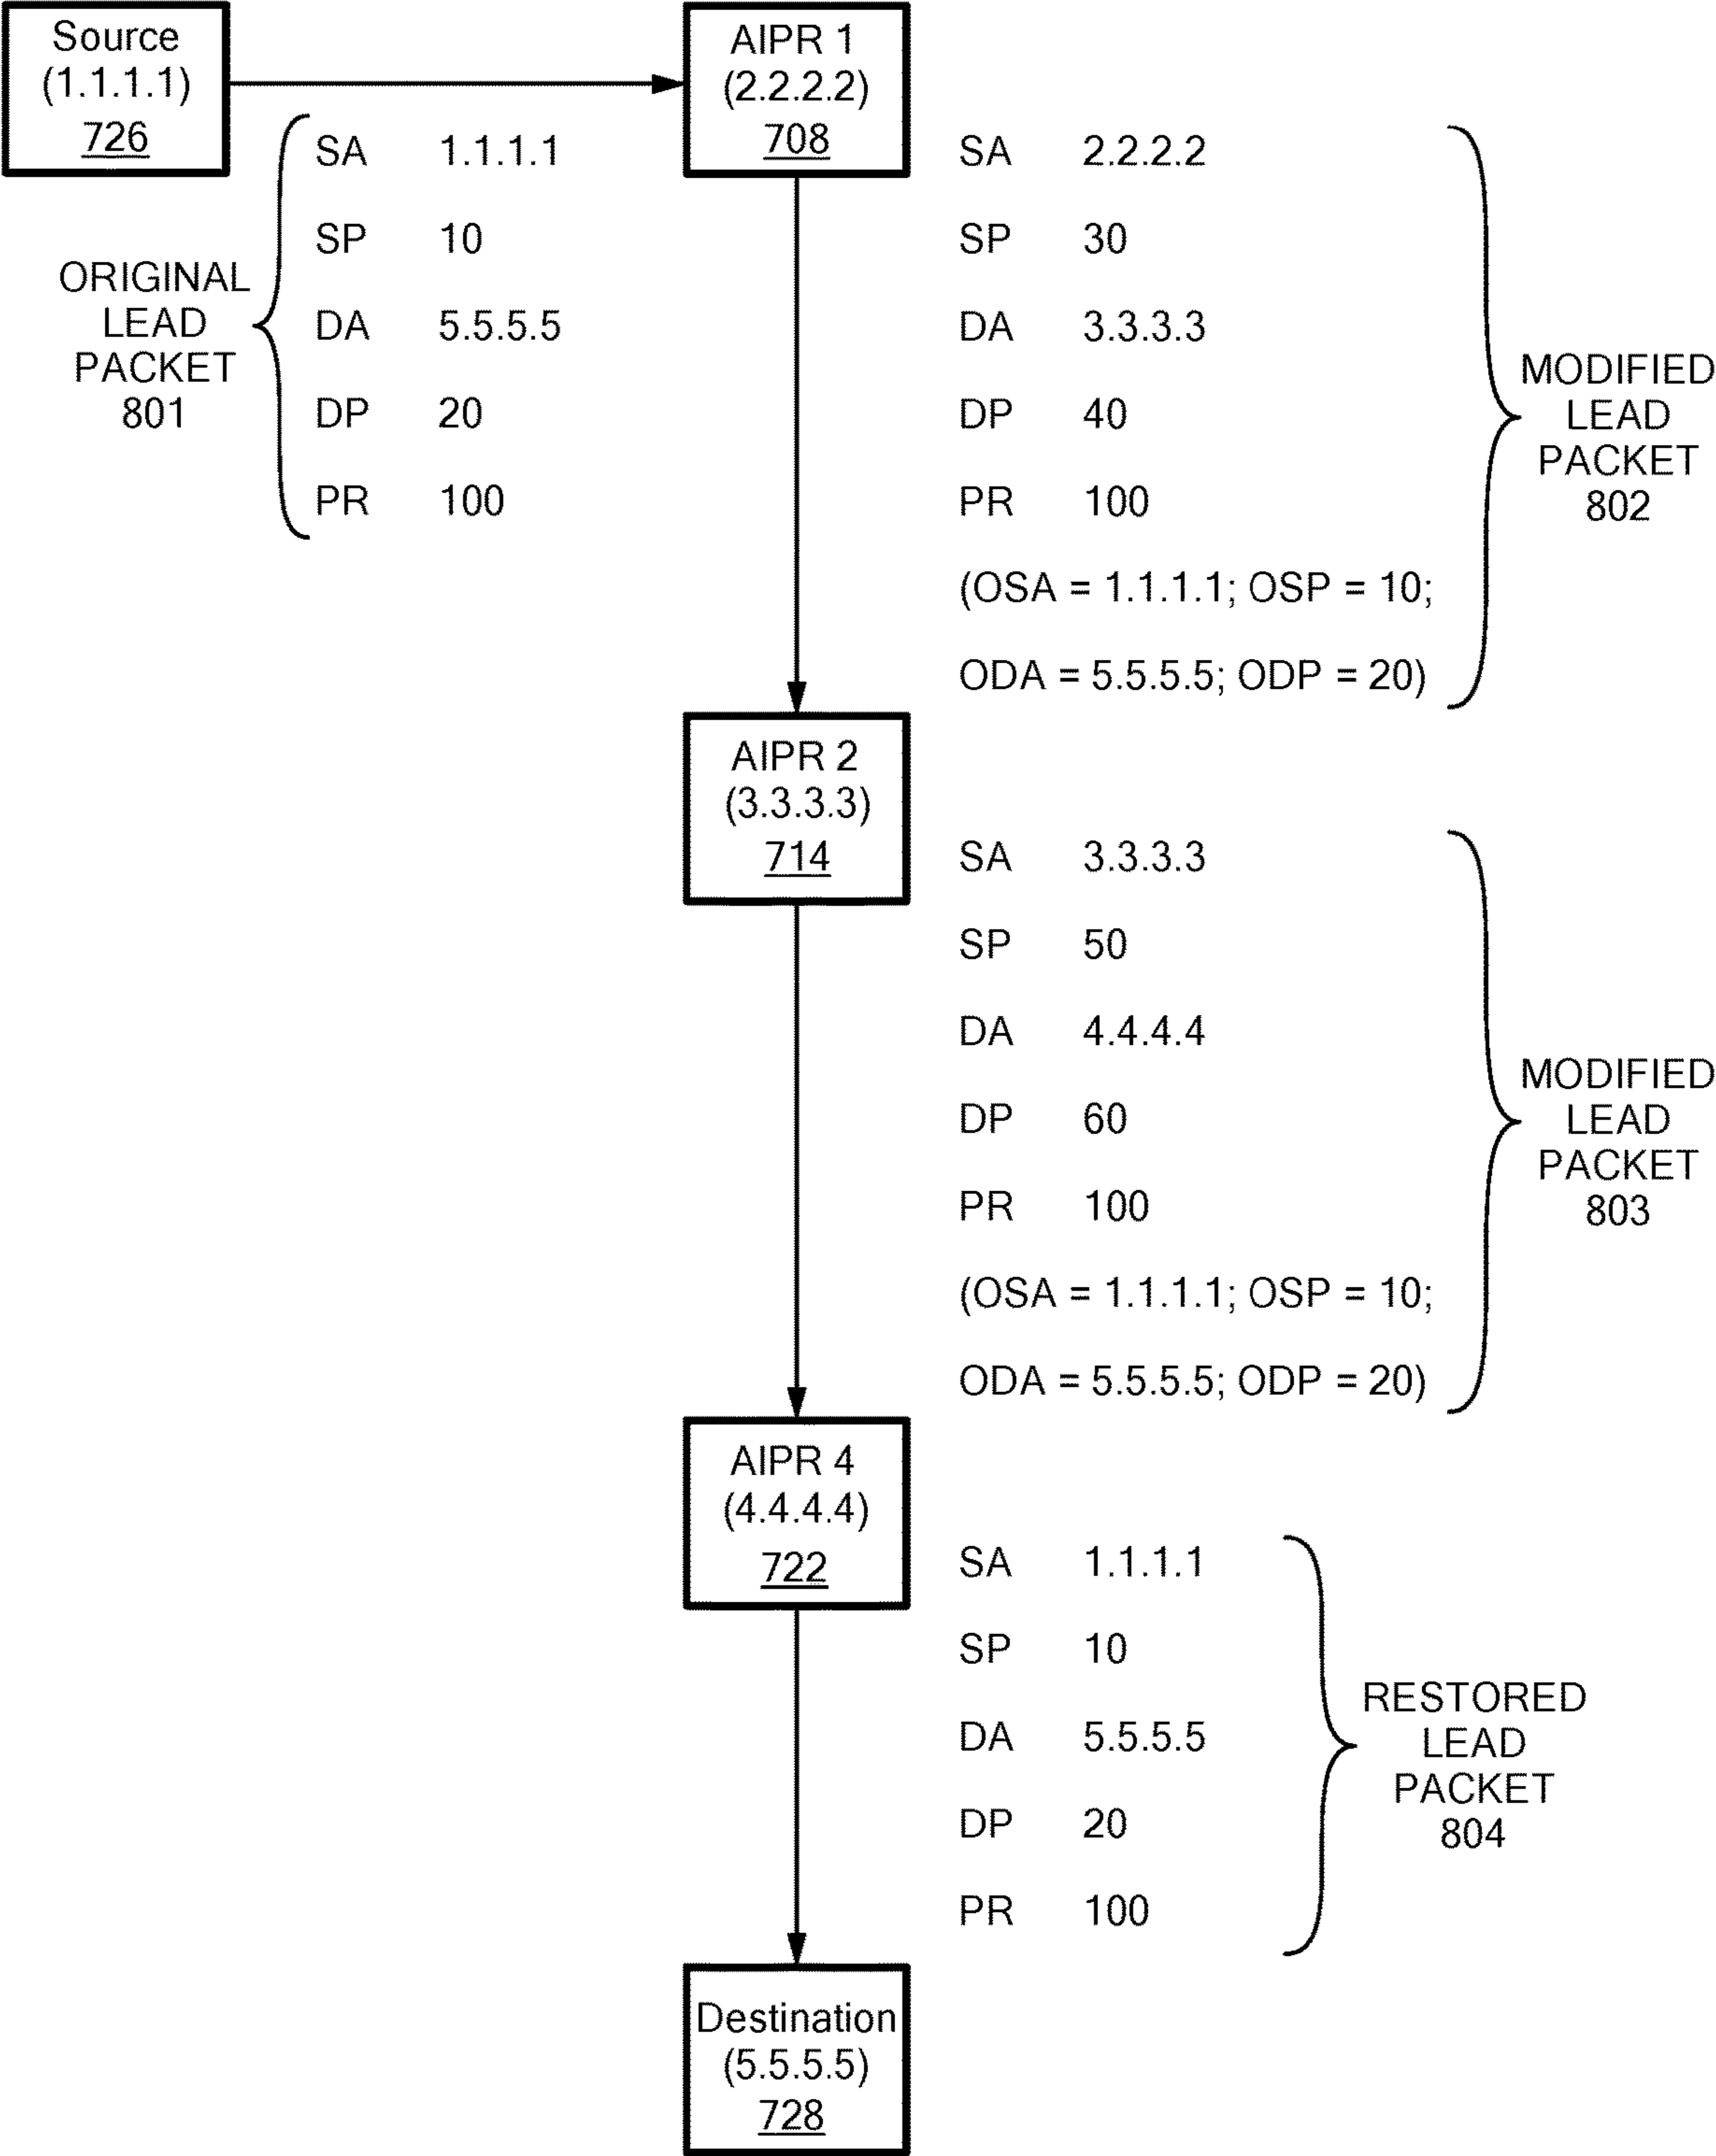 Source
(1.1.1.1)
726
AIPR 1
(2.2.2.2)
708
ORIGINAL
LEAD
PACKET
801
SA 1.1.1.1
SP 10
DA 5.5.5.5
DP 20
PR 100
SA 2.2.2.2
SP 30
DA 3.3.3.3
DP 40
PR 100
(OSA = 1.1.1.1; OSP = 10;
ODA = 5.5.5.5; ODP = 20)
MODIFIED
LEAD
PACKET
802
AIPR 2
(3.3.3.3)
714
SA 3.3.3.3
SP 50
DA 4.4.4.4
DP 60
PR 100
(OSA = 1.1.1.1; OSP = 10;
ODA = 5.5.5.5; ODP = 20)
MODIFIED
LEAD
PACKET
803
AIPR 4
(4.4.4.4)
722
SA 1.1.1.1
SP 10
DA 5.5.5.5
DP 20
PR 100
RESTORED
LEAD
PACKET
804
Destination
(5.5.5.5)
728